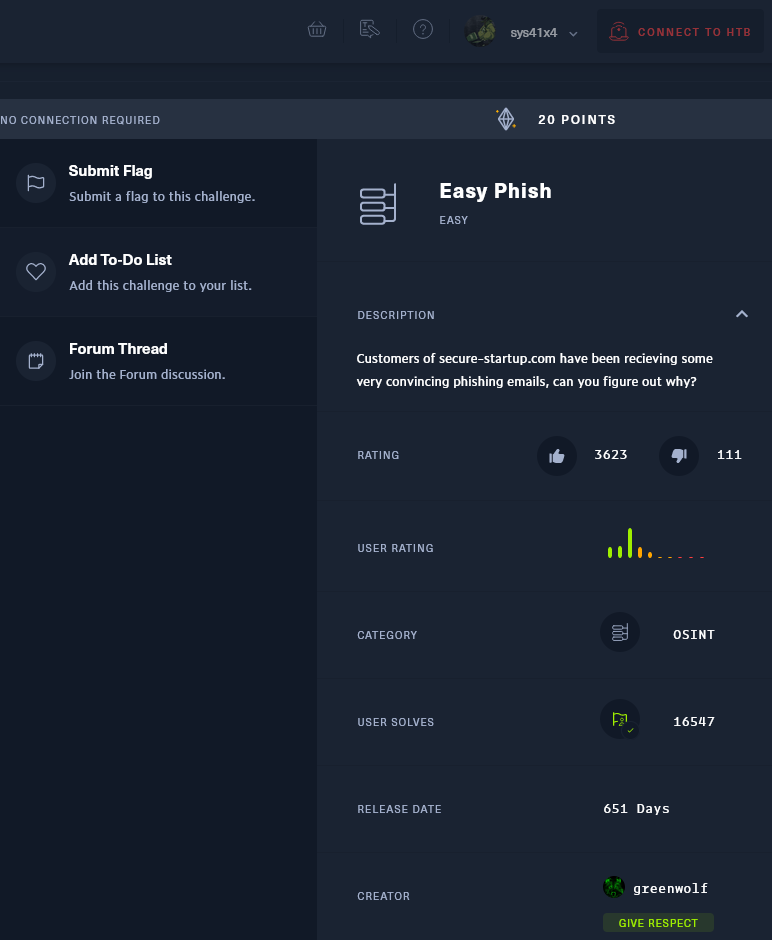 sys41x4
CONNECT TO HTB
NO CONNECTION REQUIRED
20 POINTS
Submit Flag
Submit a flag to this challenge.
Add To-Do List
Add this challenge to your list.
Forum Thread
Join the Forum discussion.
Easy Phish
EASY
DESCRIPTION
Customers of secure-startup.com have been recieving some
very convincing phishing emails, can you figure out why?
RATING
3623
111
USER RATING
CATEGORY
OSINT
USER SOLVES
16547
RELEASE DATE
651 Days
CREATOR
greenwolf
GIVE RESPECT